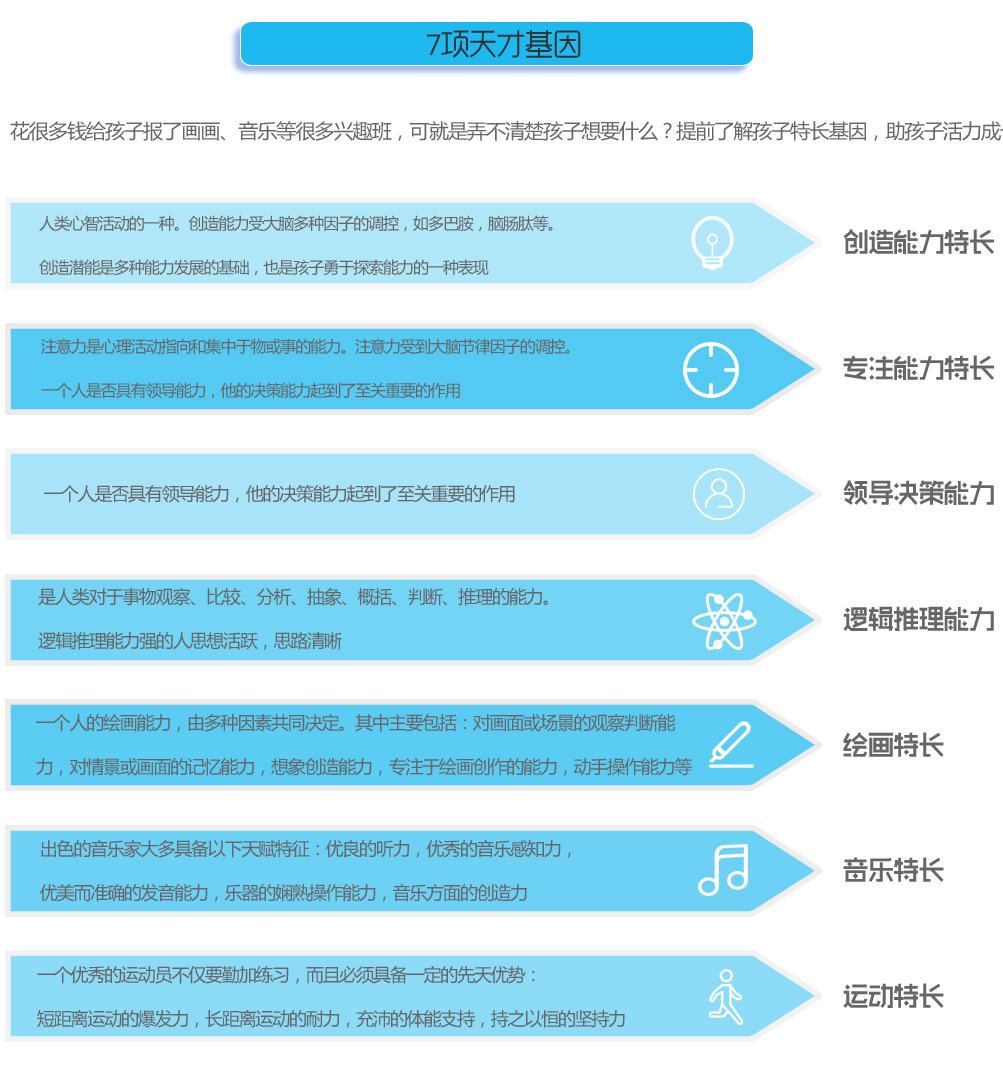 7项天才基因
花很多钱给孩子报了画画、音乐等很多兴趣班，可就是弄不清楚孩子想要什么？提前了解孩子特长基因，助孩子活力成
人类心智活动的一种。创造能力受大脑多种因子的调控，如多巴胺，脑肠肽等。
创造潜能是多种能力发展的基础，也是孩子勇于探索能力的一种表现
创造能力特长
注意力是心理活动指向和集中于物或事的能力。注意力受到大脑节律因子的调控。
一个人是否具有领导能力，他的决策能力起到了至关重要的作用
专注能力特长
一个人是否具有领导能力，他的决策能力起到了至关重要的作用
领导决策能力
是人类对于事物观察、比较、分析、抽象、概括、判断、推理的能力。
逻辑推理能力强的人思想活跃，思路清晰
逻辑推理能力
一个人的绘画能力，由多种因素共同决定。其中主要包括：对画面或场景的观察判断能
力，对情景或画面的记忆能力，想象创造能力，专注于绘画创作的能力，动手操作能力等
绘画特长
出色的音乐家大多具备以下天赋特征：优良的听力，优秀的音乐感知力，
优美而准确的发音能力，乐器的娴熟操作能力，音乐方面的创造力
音乐特长
一个优秀的运动员不仅要勤加练习，而且必须具备一定的先天优势：
短距离运动的爆发力，长距离运动的耐力，充沛的体能支持，持之以恒的坚持力
运动特长